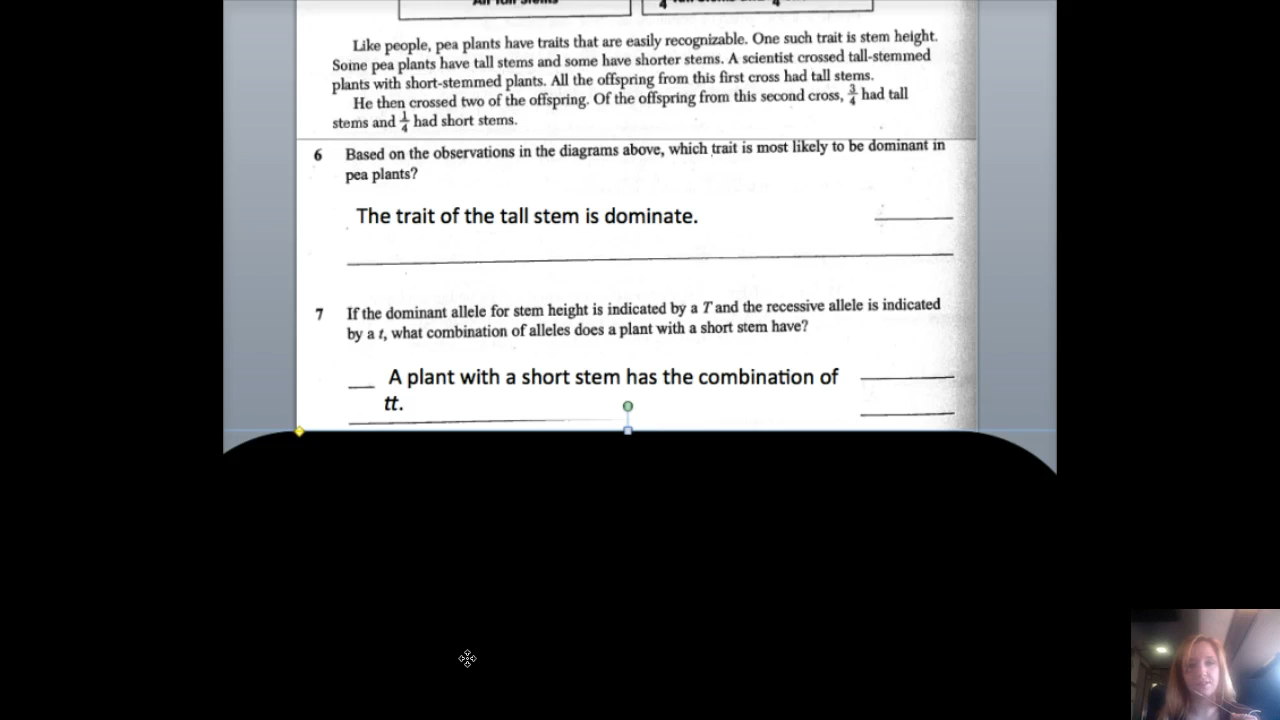 Like people, pea plants have traits that are easily recognizable. One such trait is stem height.
Some pea plants have tall stems and some have shorter stems. A scientist crossed tall-stemmed
plants with short-stemmed plants. All the offspring from this first cross had tall stems.
He then crossed two of the offspring. Of the offspring from this second cross, 3/4 had tall
stems and 1/4 had short stems.
6 Based on the observations in the diagrams above, which trait is most likely to be dominant in
pea plants?
The trait of the tall stem is dominate.
7 If the dominant allele for stem height is indicated by a T and the recessive allele is indicated
by a t, what combination of alleles does a plant with a short stem have?
A plant with a short stem has the combination of
tt.